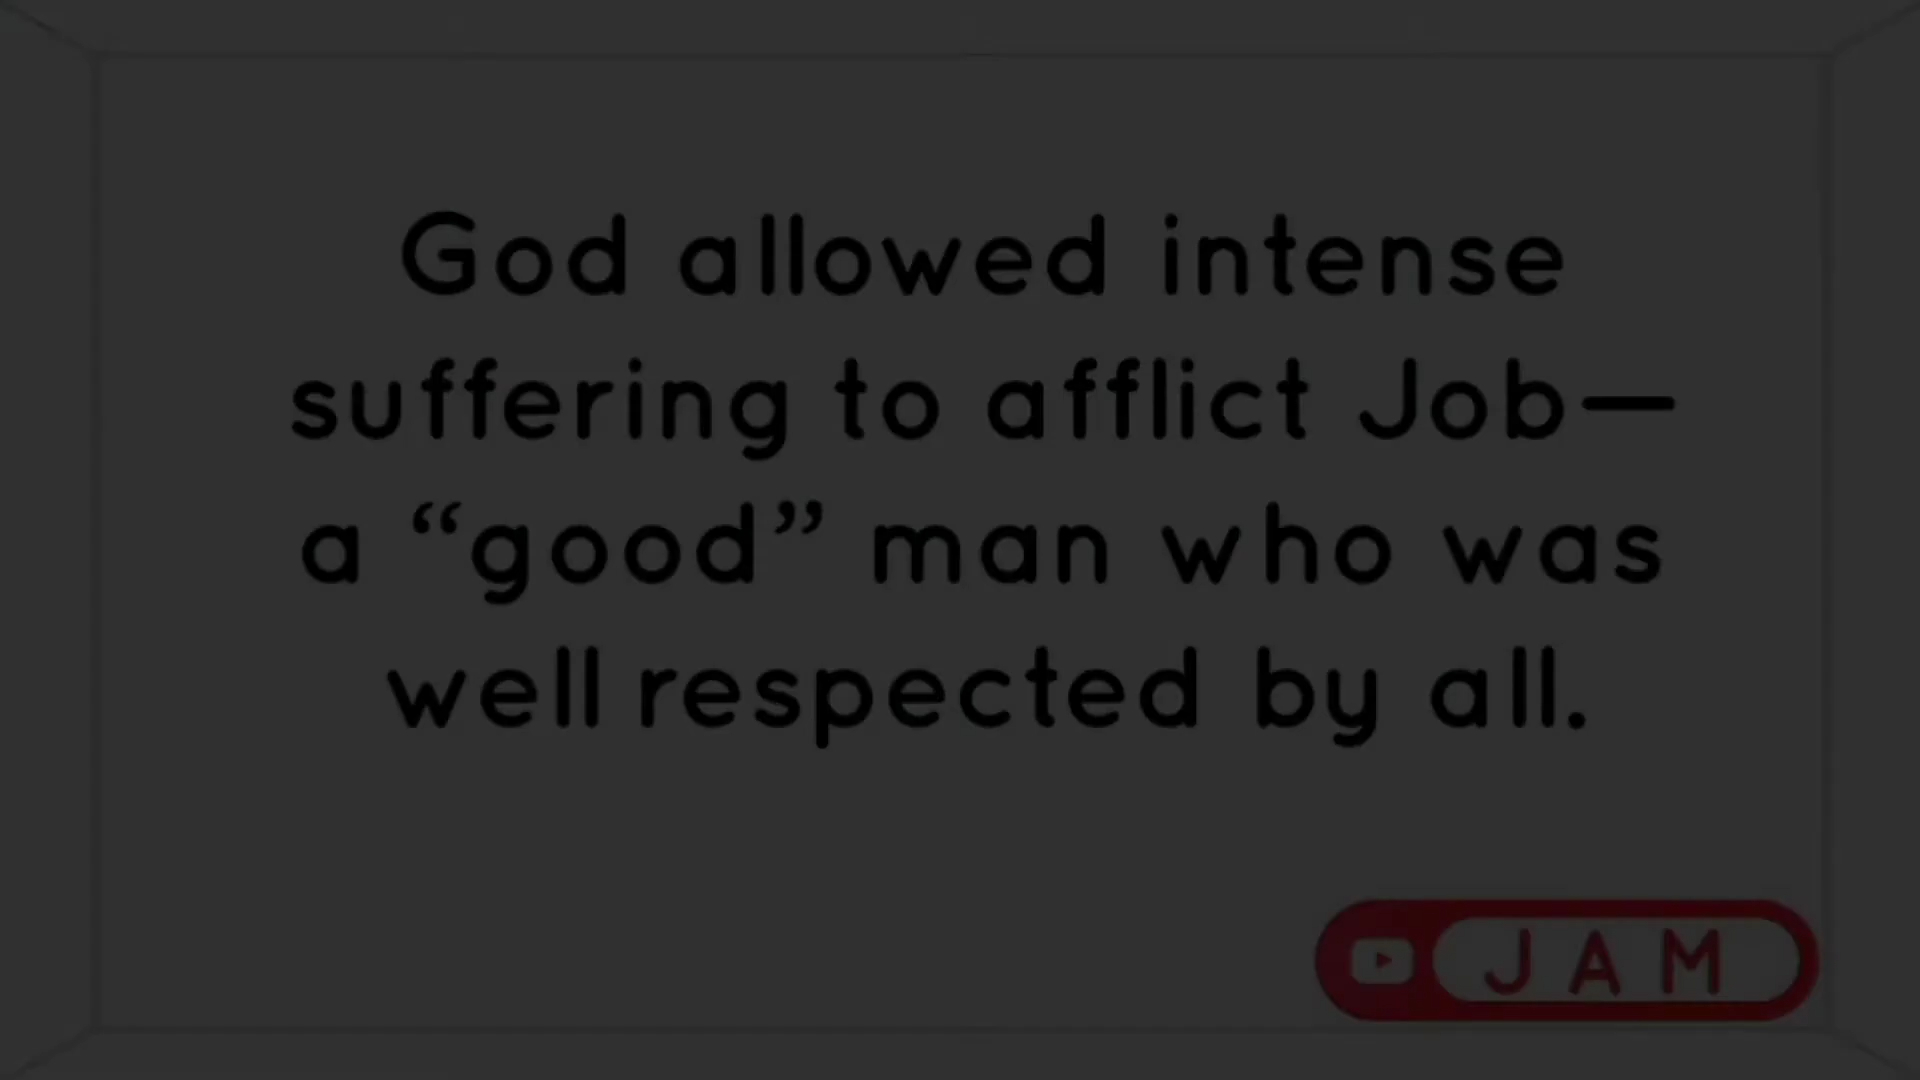 God allowed intense
suffering to afflict Job—
a “good” man who was
well respected by all.
JAM